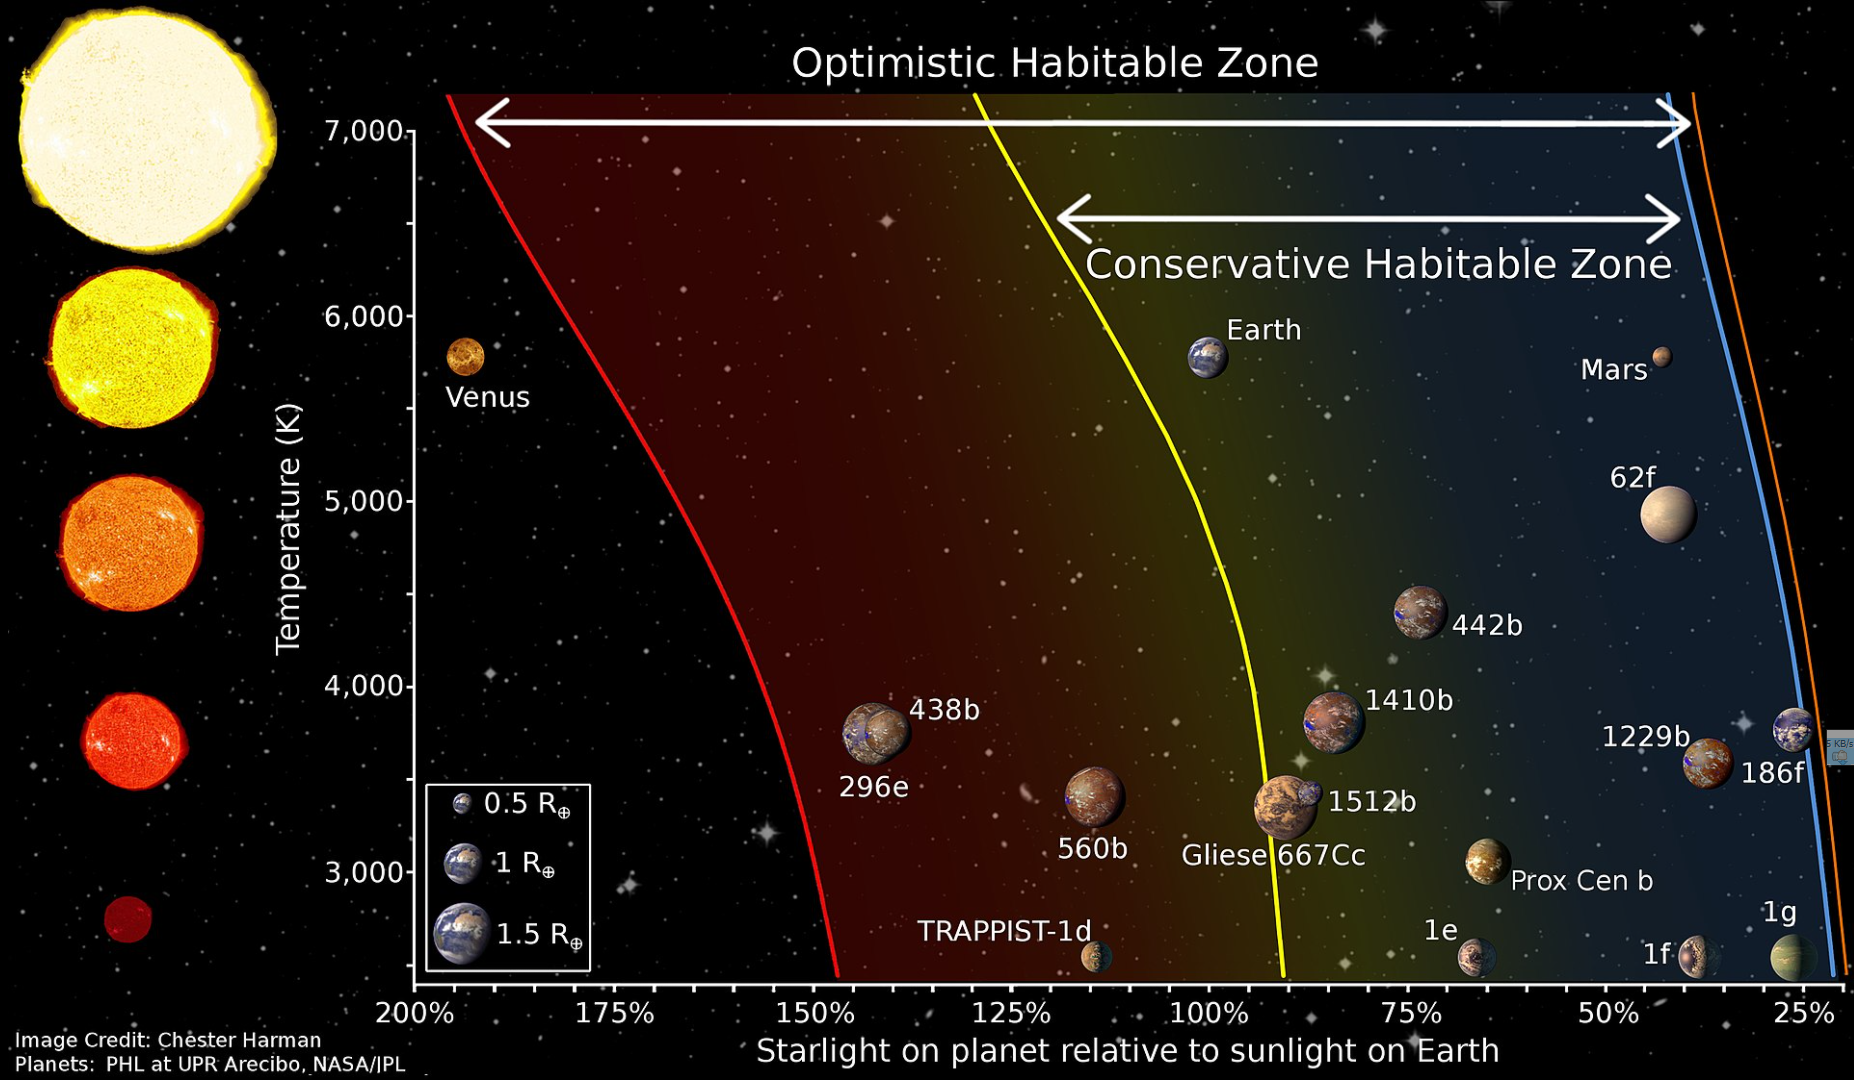 Optimistic Habitable Zone
7,000
Conservative Habitable Zone
6,000
Earth
Venus
Mars
Temperature (K)
5,000
62f
442b
4,000
438b
1410b
296e
1229b
186f
5 KB/s
0.5 R⊕
1512b
560b
Gliese 667Cc
1 R⊕
3,000
Prox Cen b
1.5 R⊕
TRAPPIST-1d
1e
1f
1g
200% 175% 150% 125% 100% 75% 50% 25%
Starlight on planet relative to sunlight on Earth
Image Credit: Chester Harman
Planets: PHL at UPR Arecibo, NASA/JPL